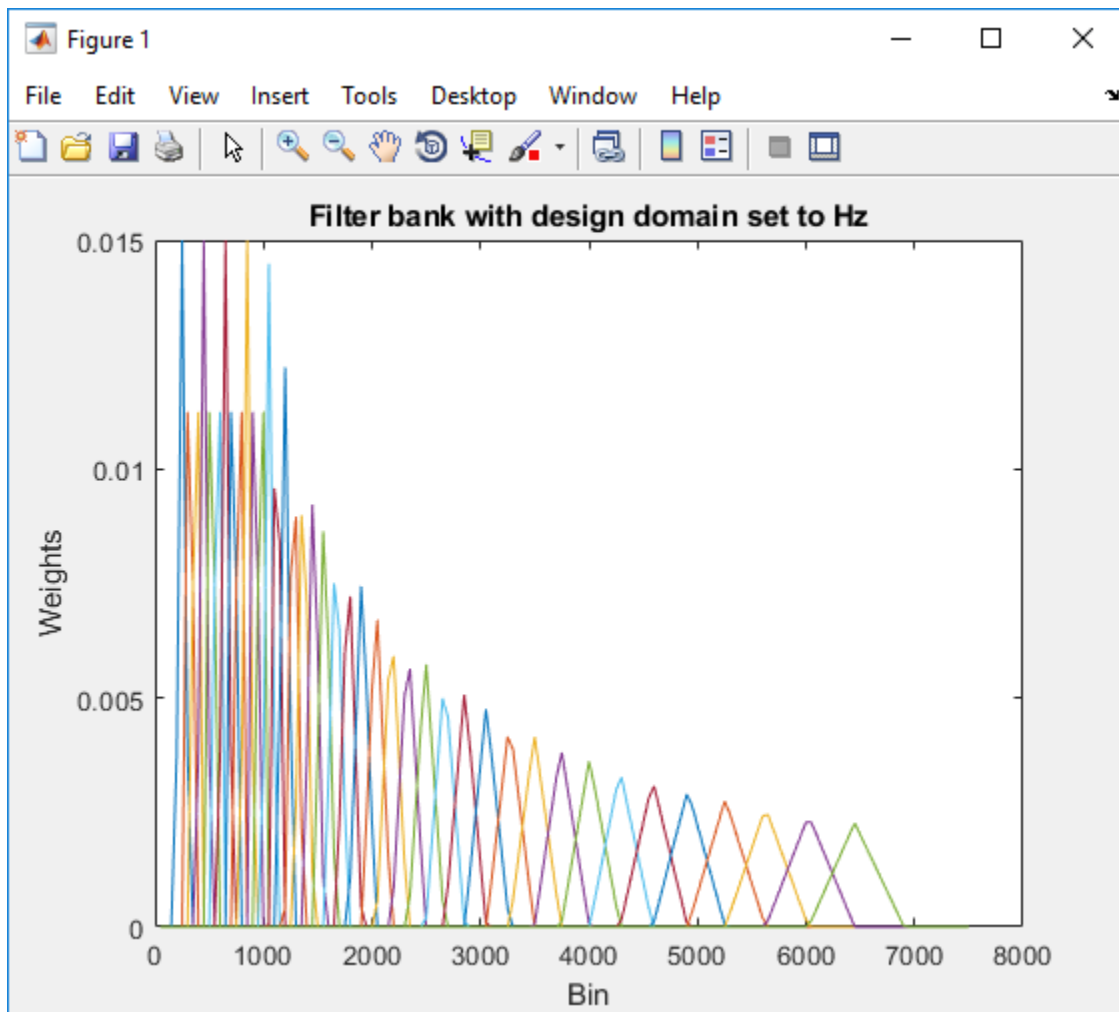 Figure 1
File Edit View Insert Tools Desktop Window Help
Filter bank with design domain set to Hz
0.015
0.01
0.005
0
Weights
0 1000 2000 3000 4000 5000 6000 7000 8000
Bin